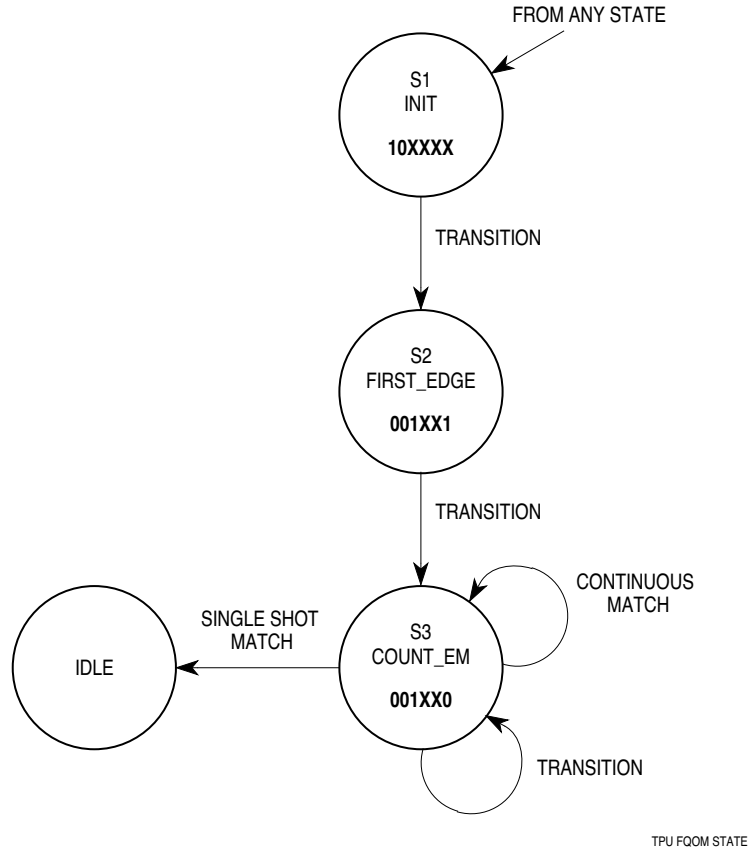 FROM ANY STATE
S1
INIT
10XXXX
TRANSITION
S2
FIRST_EDGE
001XX1
TRANSITION
CONTINUOUS
MATCH
SINGLE SHOT
MATCH
S3
COUNT_EM
001XX0
IDLE
TRANSITION
TPU FQOM STATE